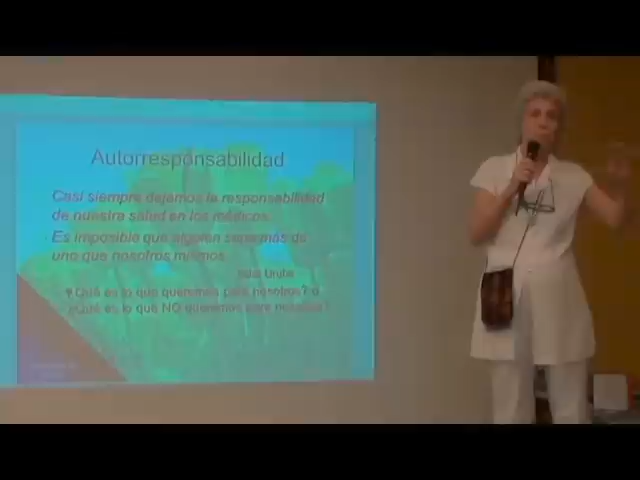 Autorresponsabilidad
Casi siempre dejamos la responsabilidad
de nuestra salud en los médicos.
Es imposible que alguien sepa más de
uno que nosotros mismos
¿Qué es lo que queremos para nosotros? o
¿Qué es lo que NO queremos para nosotros?